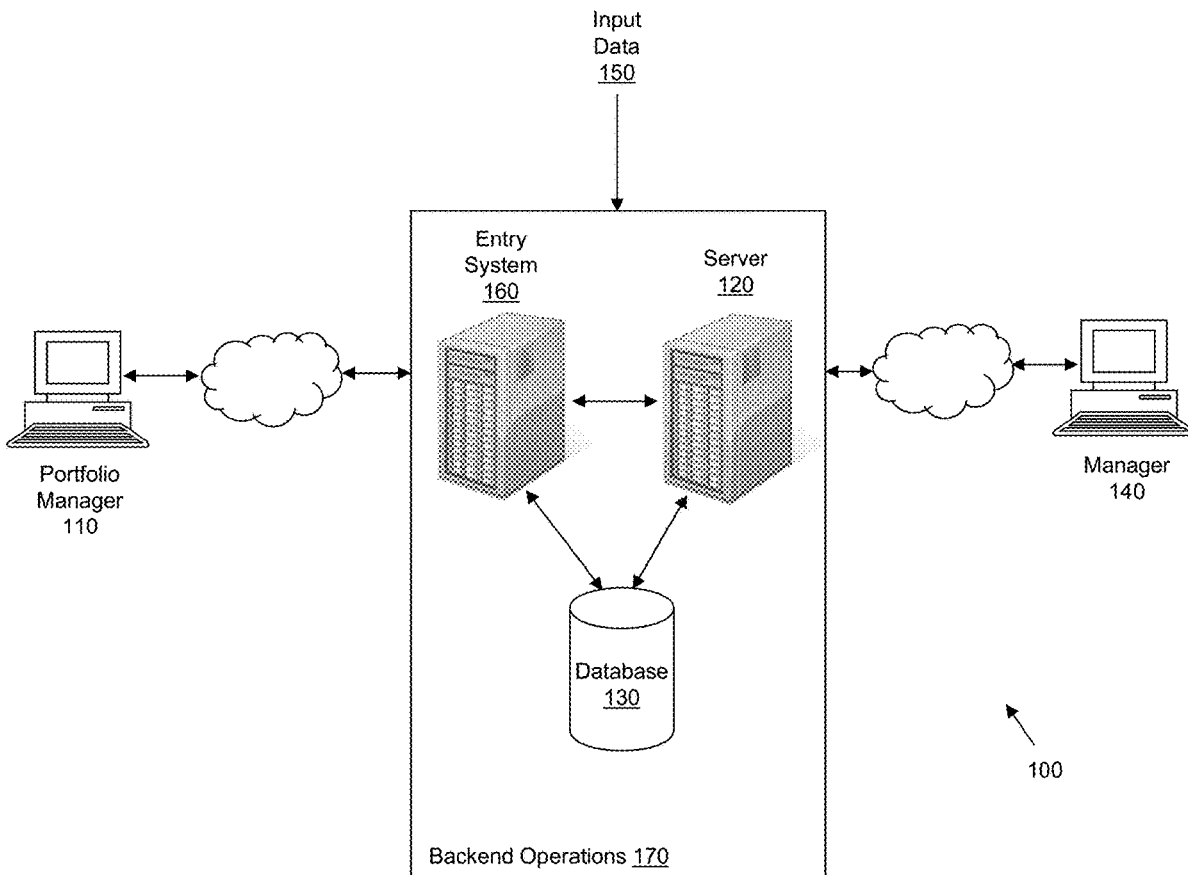 Input
Data
150
Entry
System
160
Server
120
Portfolio
Manager
110
Manager
140
Database
130
100
Backend Operations 170